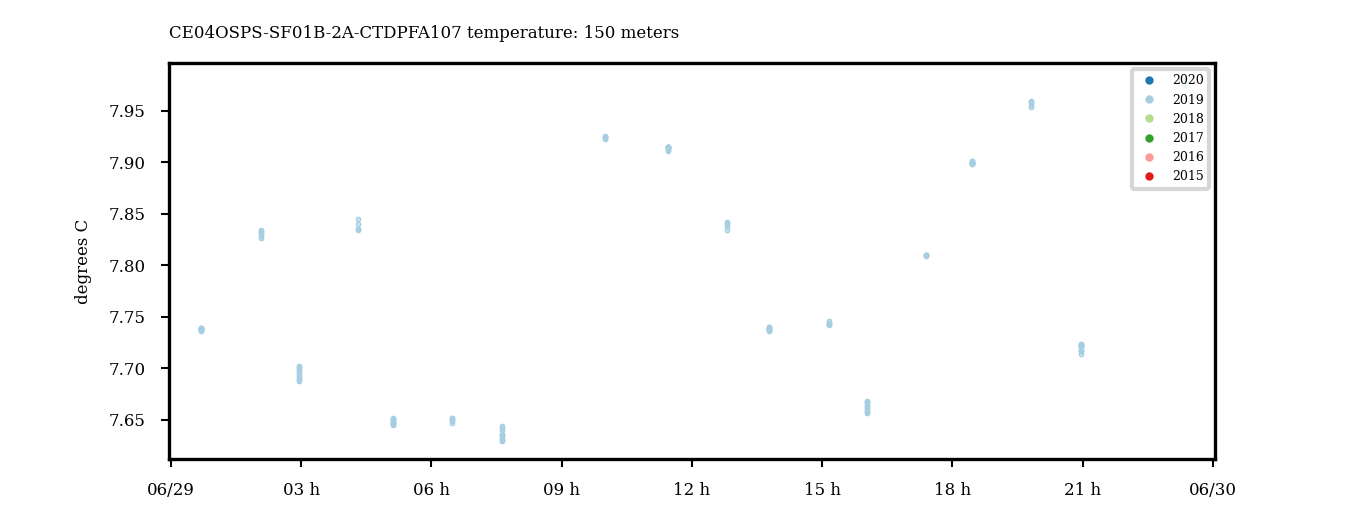 CE04OSPS-SF01B-2A-CTDPFA107 temperature: 150 meters
2020
2019
2018
2017
2016
2015
degrees C
7.95
7.90
7.85
7.80
7.75
7.70
7.65
06/29
03 h
06 h
09 h
12 h
15 h
18 h
21 h
06/30